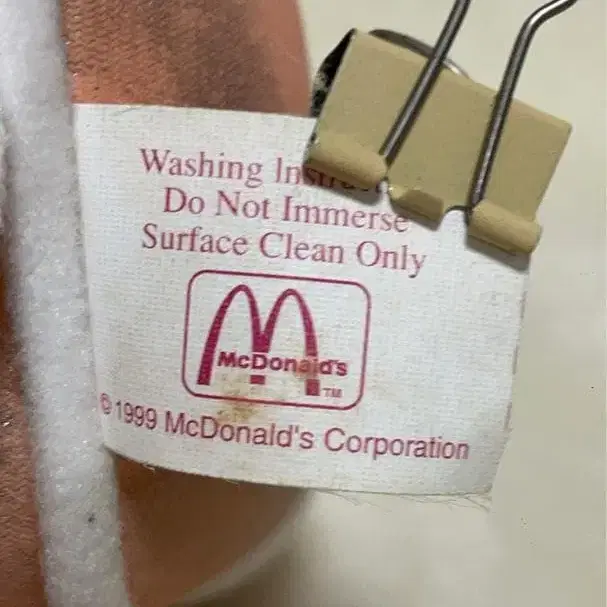 Washing
Do Not Immerse
Surface Clean Only
McDonald's
TM
© 1999 McDonald's Corporation